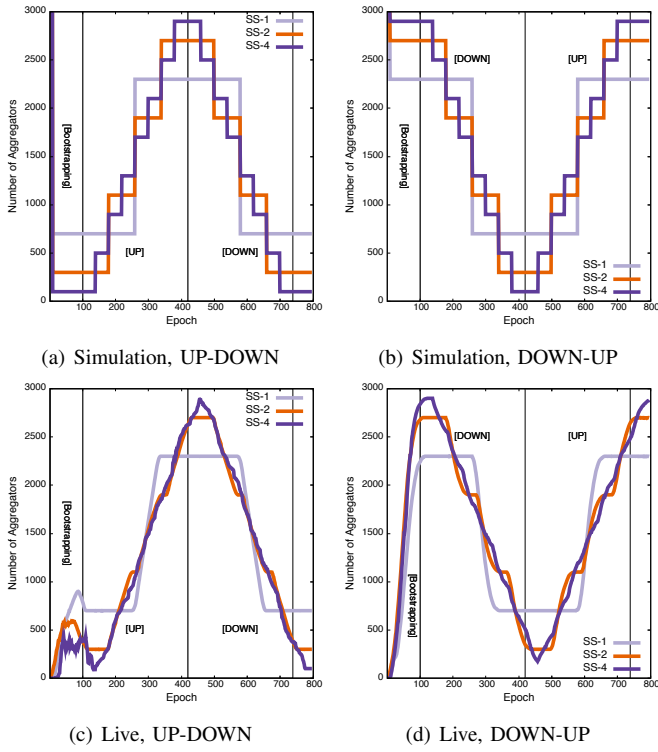 SS-1
SS-2
SS-4
3000
2500
2000
1500
1000
500
0
Number of Aggregators
[Bootstrapping]
[UP]
[DOWN]
0 100 200 300 400 500 600 700 800
Epoch
(a) Simulation, UP-DOWN
3000
2500
2000
1500
1000
500
0
Number of Aggregators
[DOWN]
[UP]
[Bootstrapping]
SS-1
SS-2
SS-4
0 100 200 300 400 500 600 700 800
Epoch
(b) Simulation, DOWN-UP
SS-1
SS-2
SS-4
3000
2500
2000
1500
1000
500
0
Number of Aggregators
[Bootstrapping]
[UP]
[DOWN]
0 100 200 300 400 500 600 700 800
Epoch
(c) Live, UP-DOWN
3000
2500
2000
1500
1000
500
0
Number of Aggregators
[DOWN]
[UP]
[Bootstrapping]
SS-1
SS-2
SS-4
0 100 200 300 400 500 600 700 800
Epoch
(d) Live, DOWN-UP